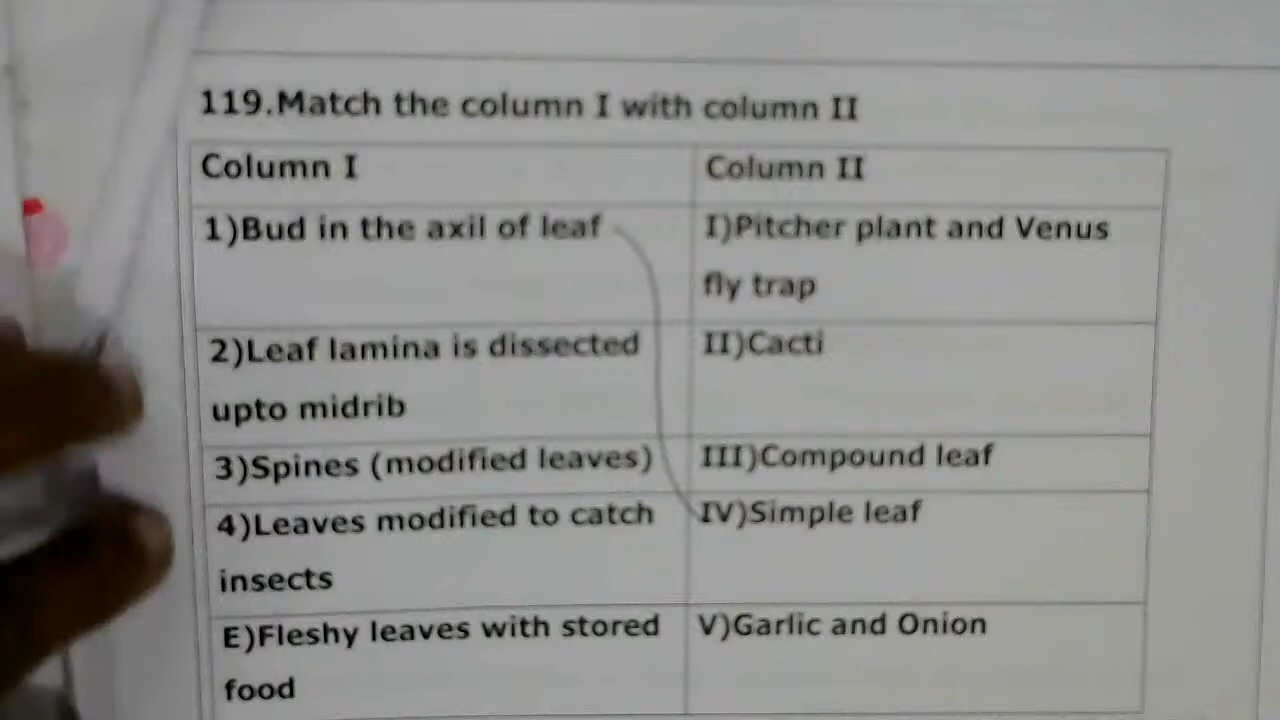 119.Match the column I with column II
Column I
Column II
1)Bud in the axil of leaf
I)Pitcher plant and Venus
fly trap
2)Leaf lamina is dissected
upto midrib
II)Cacti
3)Spines (modified leaves)
III)Compound leaf
4)Leaves modified to catch
insects
IV)Simple leaf
E)Fleshy leaves with stored
food
V)Garlic and Onion